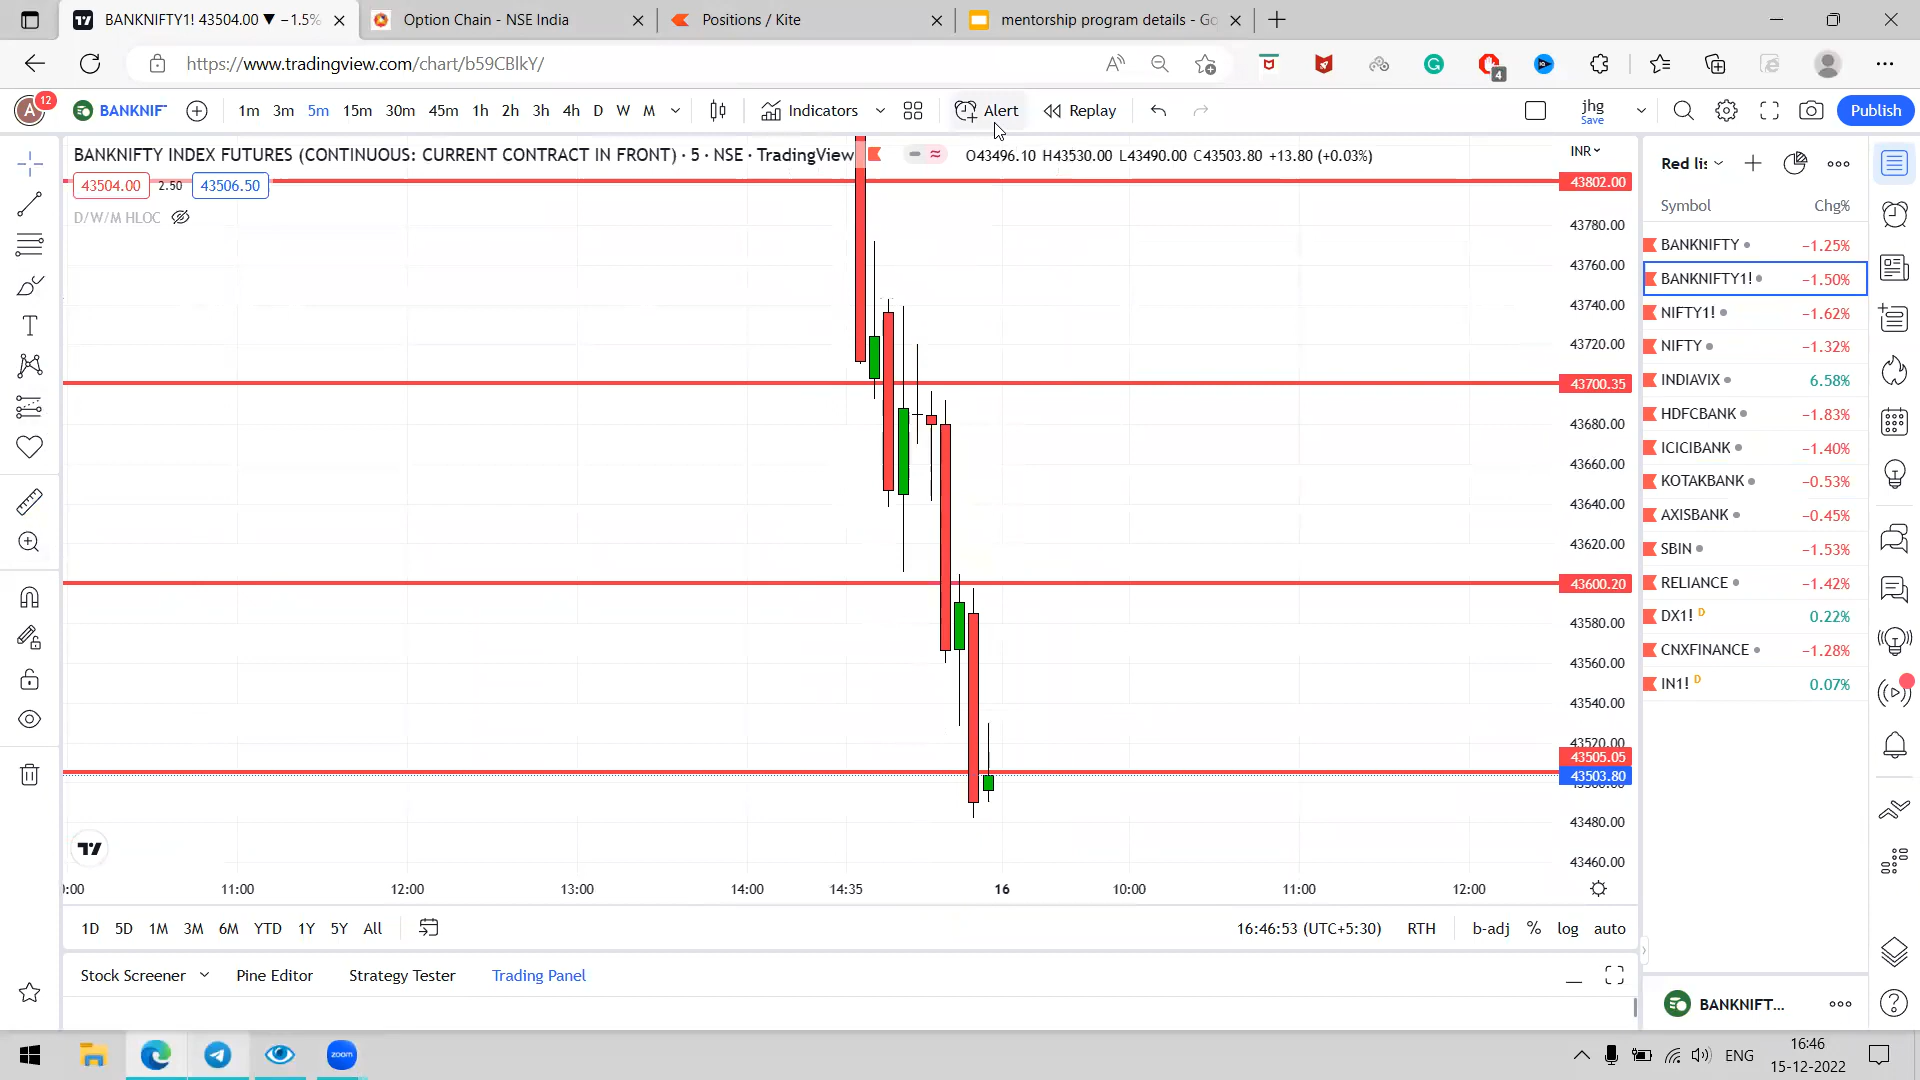 BANKNIFTY1! 43504.00 ▼ −1.5%
Option Chain - NSE India
Positions / Kite
mentorship program details - Go
https://www.tradingview.com/chart/b59CBlkY/
4
A 12
BANKNIF
1m 3m 5m 15m 30m 45m 1h 2h 3h 4h D W M
Indicators
Alert
Replay
jhg
Save
Publish
BANKNIFTY INDEX FUTURES (CONTINUOUS: CURRENT CONTRACT IN FRONT) · 5 · NSE · TradingView
O43496.10 H43530.00 L43490.00 C43503.80 +13.80 (+0.03%)
INR
43504.00 2.50 43506.50
D/W/M HLOC
43802.00
43780.00
43760.00
43740.00
43720.00
43700.35
43680.00
43660.00
43640.00
43620.00
43600.20
43580.00
43560.00
43540.00
43520.00
43505.05
43503.80
43480.00
43460.00
Red lis
Symbol Chg%
BANKNIFTY −1.25%
BANKNIFTY1! −1.50%
NIFTY1! −1.62%
NIFTY −1.32%
INDIAVIX 6.58%
HDFCBANK −1.83%
ICICIBANK −1.40%
KOTAKBANK −0.53%
AXISBANK −0.45%
SBIN −1.53%
RELIANCE −1.42%
DX1! D 0.22%
CNXFINANCE −1.28%
IN1! D 0.07%
:00 11:00 12:00 13:00 14:00 14:35 16 10:00 11:00 12:00
1D 5D 1M 3M 6M YTD 1Y 5Y All
16:46:53 (UTC+5:30) RTH b-adj % log auto
Stock Screener Pine Editor Strategy Tester Trading Panel
BANKNIFT...
zoom
ENG
16:46
15-12-2022